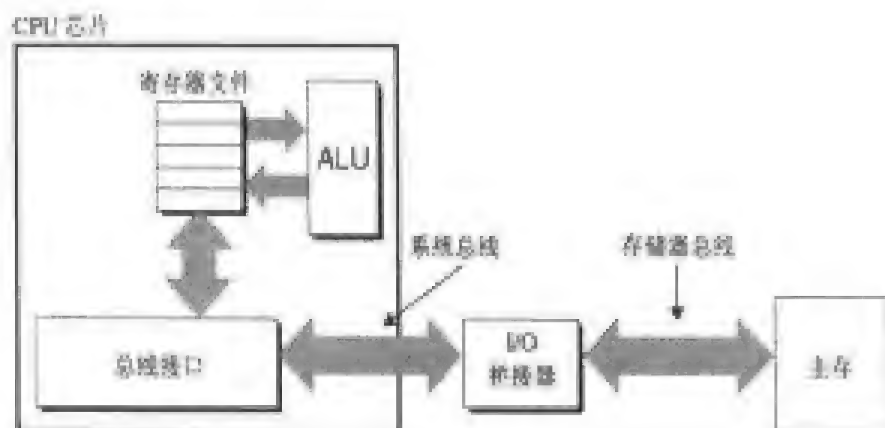 CPU 芯片
寄存器文件
ALU
系统总线
存储器总线
总线接口
I/O
桥接器
主存